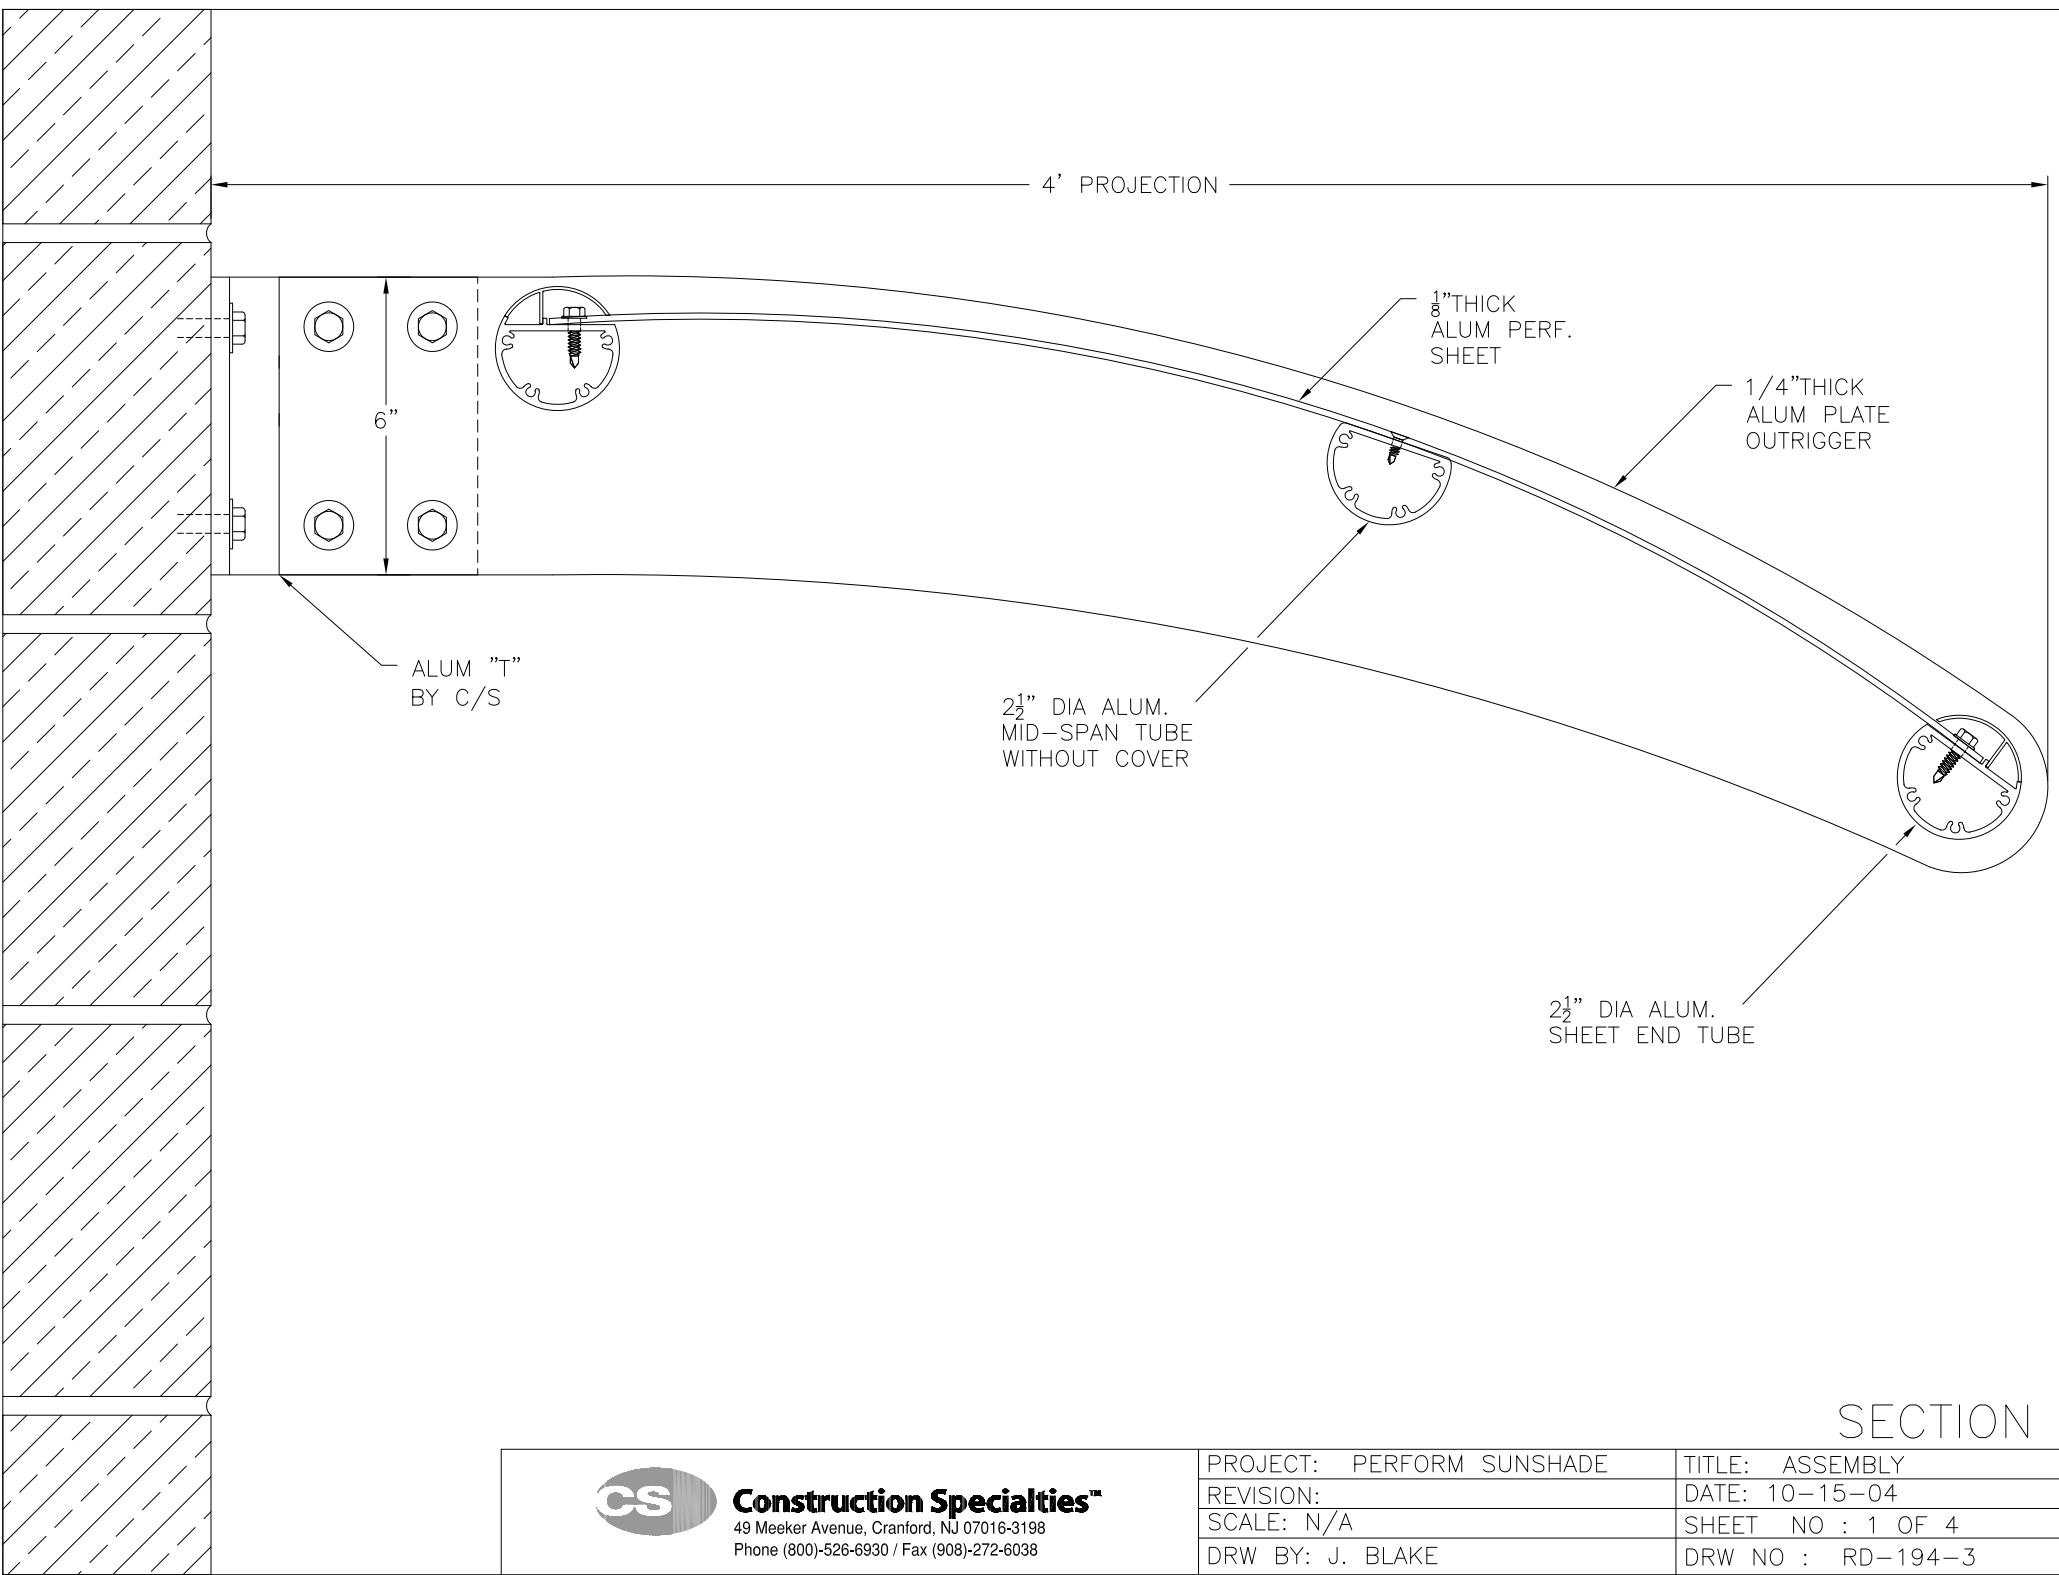 4' PROJECTION
1/8"THICK
ALUM PERF.
SHEET
1/4"THICK
ALUM PLATE
OUTRIGGER
6"
ALUM "T"
BY C/S
2 1/2" DIA ALUM.
MID-SPAN TUBE
WITHOUT COVER
2 1/2" DIA ALUM.
SHEET END TUBE
SECTION
CS
Construction Specialties™
49 Meeker Avenue, Cranford, NJ 07016-3198
Phone (800)-526-6930 / Fax (908)-272-6038
PROJECT: PERFORM SUNSHADE
REVISION:
SCALE: N/A
DRW BY: J. BLAKE
TITLE: ASSEMBLY
DATE: 10-15-04
SHEET NO : 1 OF 4
DRW NO : RD-194-3